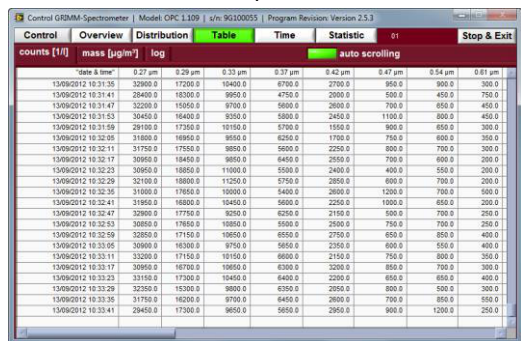 Control GRIMM-Spectrometer | Model: OPC 1.109 | s/n: 9G100055 | Program Revision: Version 2.5.3
Control Overview Distribution Table Time Statistic 01 Stop & Exit
counts [1/l] mass [µg/m³] log auto scrolling
"date & time" 0.27 µm 0.29 µm 0.33 µm 0.37 µm 0.42 µm 0.47 µm 0.54 µm 0.61 µm
13/09/2012 10:31:35 32900.0 17200.0 10400.0 6700.0 2700.0 950.0 900.0 300.0
13/09/2012 10:31:41 28400.0 18300.0 9950.0 4750.0 2000.0 500.0 450.0 750.0
13/09/2012 10:31:47 32200.0 15050.0 9700.0 5600.0 2600.0 700.0 650.0 450.0
13/09/2012 10:31:53 30450.0 16400.0 9350.0 5800.0 2450.0 1100.0 800.0 450.0
13/09/2012 10:31:59 29100.0 17350.0 10150.0 5700.0 1550.0 900.0 650.0 300.0
13/09/2012 10:32:05 31800.0 16950.0 9550.0 6250.0 1700.0 750.0 600.0 350.0
13/09/2012 10:32:11 31750.0 17550.0 9850.0 5600.0 2250.0 800.0 700.0 300.0
13/09/2012 10:32:17 30950.0 18450.0 9850.0 6450.0 2550.0 700.0 600.0 200.0
13/09/2012 10:32:23 30950.0 18850.0 11000.0 5500.0 2400.0 400.0 550.0 200.0
13/09/2012 10:32:29 32100.0 18800.0 11250.0 5750.0 2850.0 600.0 700.0 200.0
13/09/2012 10:32:35 31000.0 17650.0 10000.0 5400.0 2600.0 1200.0 700.0 500.0
13/09/2012 10:32:41 31950.0 16800.0 10450.0 5600.0 2250.0 1000.0 650.0 200.0
13/09/2012 10:32:47 32900.0 17750.0 9250.0 6250.0 2150.0 500.0 700.0 250.0
13/09/2012 10:32:53 30850.0 17650.0 10850.0 5500.0 2500.0 750.0 700.0 250.0
13/09/2012 10:32:59 32850.0 17150.0 10650.0 6550.0 2750.0 650.0 850.0 400.0
13/09/2012 10:33:05 30900.0 16300.0 9750.0 5650.0 2350.0 600.0 550.0 400.0
13/09/2012 10:33:11 33200.0 17150.0 10150.0 6600.0 2150.0 750.0 800.0 350.0
13/09/2012 10:33:17 30950.0 16700.0 10650.0 6300.0 3200.0 850.0 700.0 300.0
13/09/2012 10:33:23 33150.0 17300.0 10450.0 6400.0 2200.0 650.0 650.0 400.0
13/09/2012 10:33:29 32350.0 15300.0 9800.0 6350.0 2050.0 800.0 500.0 300.0
13/09/2012 10:33:35 31750.0 16200.0 9700.0 6450.0 2600.0 700.0 850.0 550.0
13/09/2012 10:33:41 29450.0 17300.0 9650.0 5650.0 2950.0 900.0 1200.0 250.0